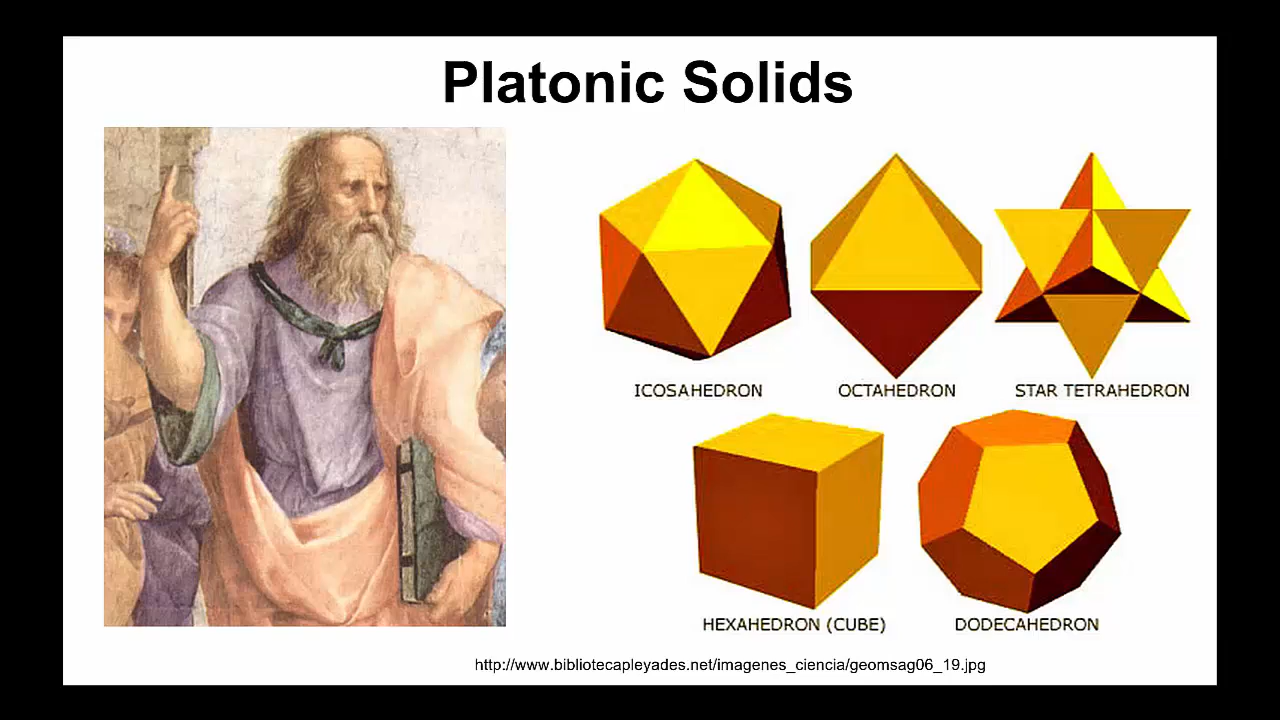 Platonic Solids
ICOSAHEDRON
OCTAHEDRON
STAR TETRAHEDRON
HEXAHEDRON (CUBE)
DODECAHEDRON
http://www.bibliotecapleyades.net/imagenes_ciencia/geomsag06_19.jpg